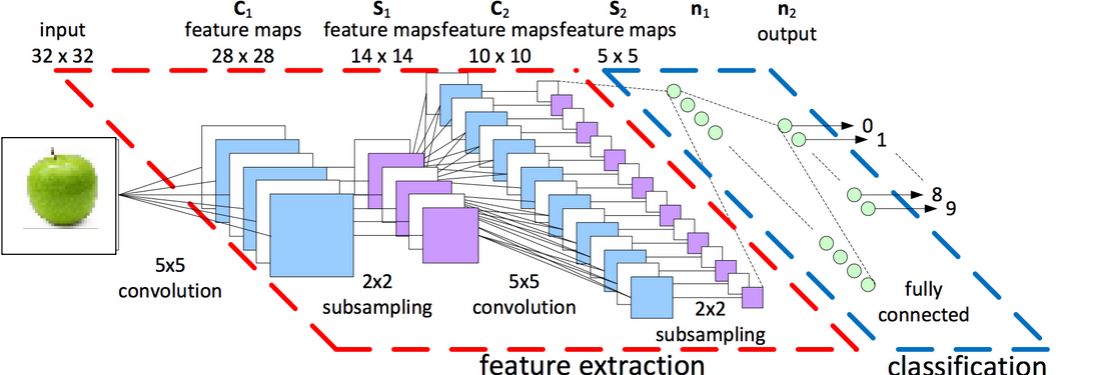 C1 S1 C2 S2 n1 n2
input feature maps feature maps feature maps feature maps output
32 x 32 28 x 28 14 x 14 10 x 10 5 x 5
0
1
8
9
5x5
convolution
2x2
subsampling
5x5
convolution
2x2
subsampling
fully
connected
feature extraction
classification